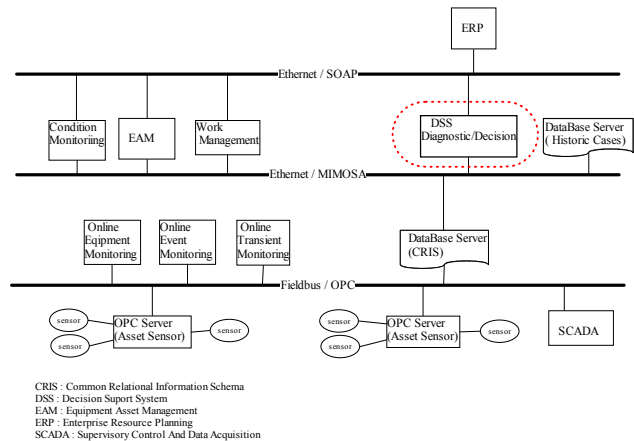 ERP
Ethernet / SOAP
Condition
Monitoriing
EAM
Work
Management
DSS
Diagnostic/Decision
DataBase Server
( Historic Cases)
Ethernet / MIMOSA
Online
Eqipment
Monitoring
Online
Event
Monitoring
Online
Transient
Monitoring
DataBase Server
(CRIS)
Fieldbus / OPC
sensor
sensor
OPC Server
(Asset Sensor)
sensor
sensor
sensor
OPC Server
(Asset Sensor)
sensor
SCADA
CRIS : Common Relational Information Schema
DSS : Decision Suport System
EAM : Equipment Asset Management
ERP : Enterprise Resource Planning
SCADA : Supervisory Control And Data Acquisition